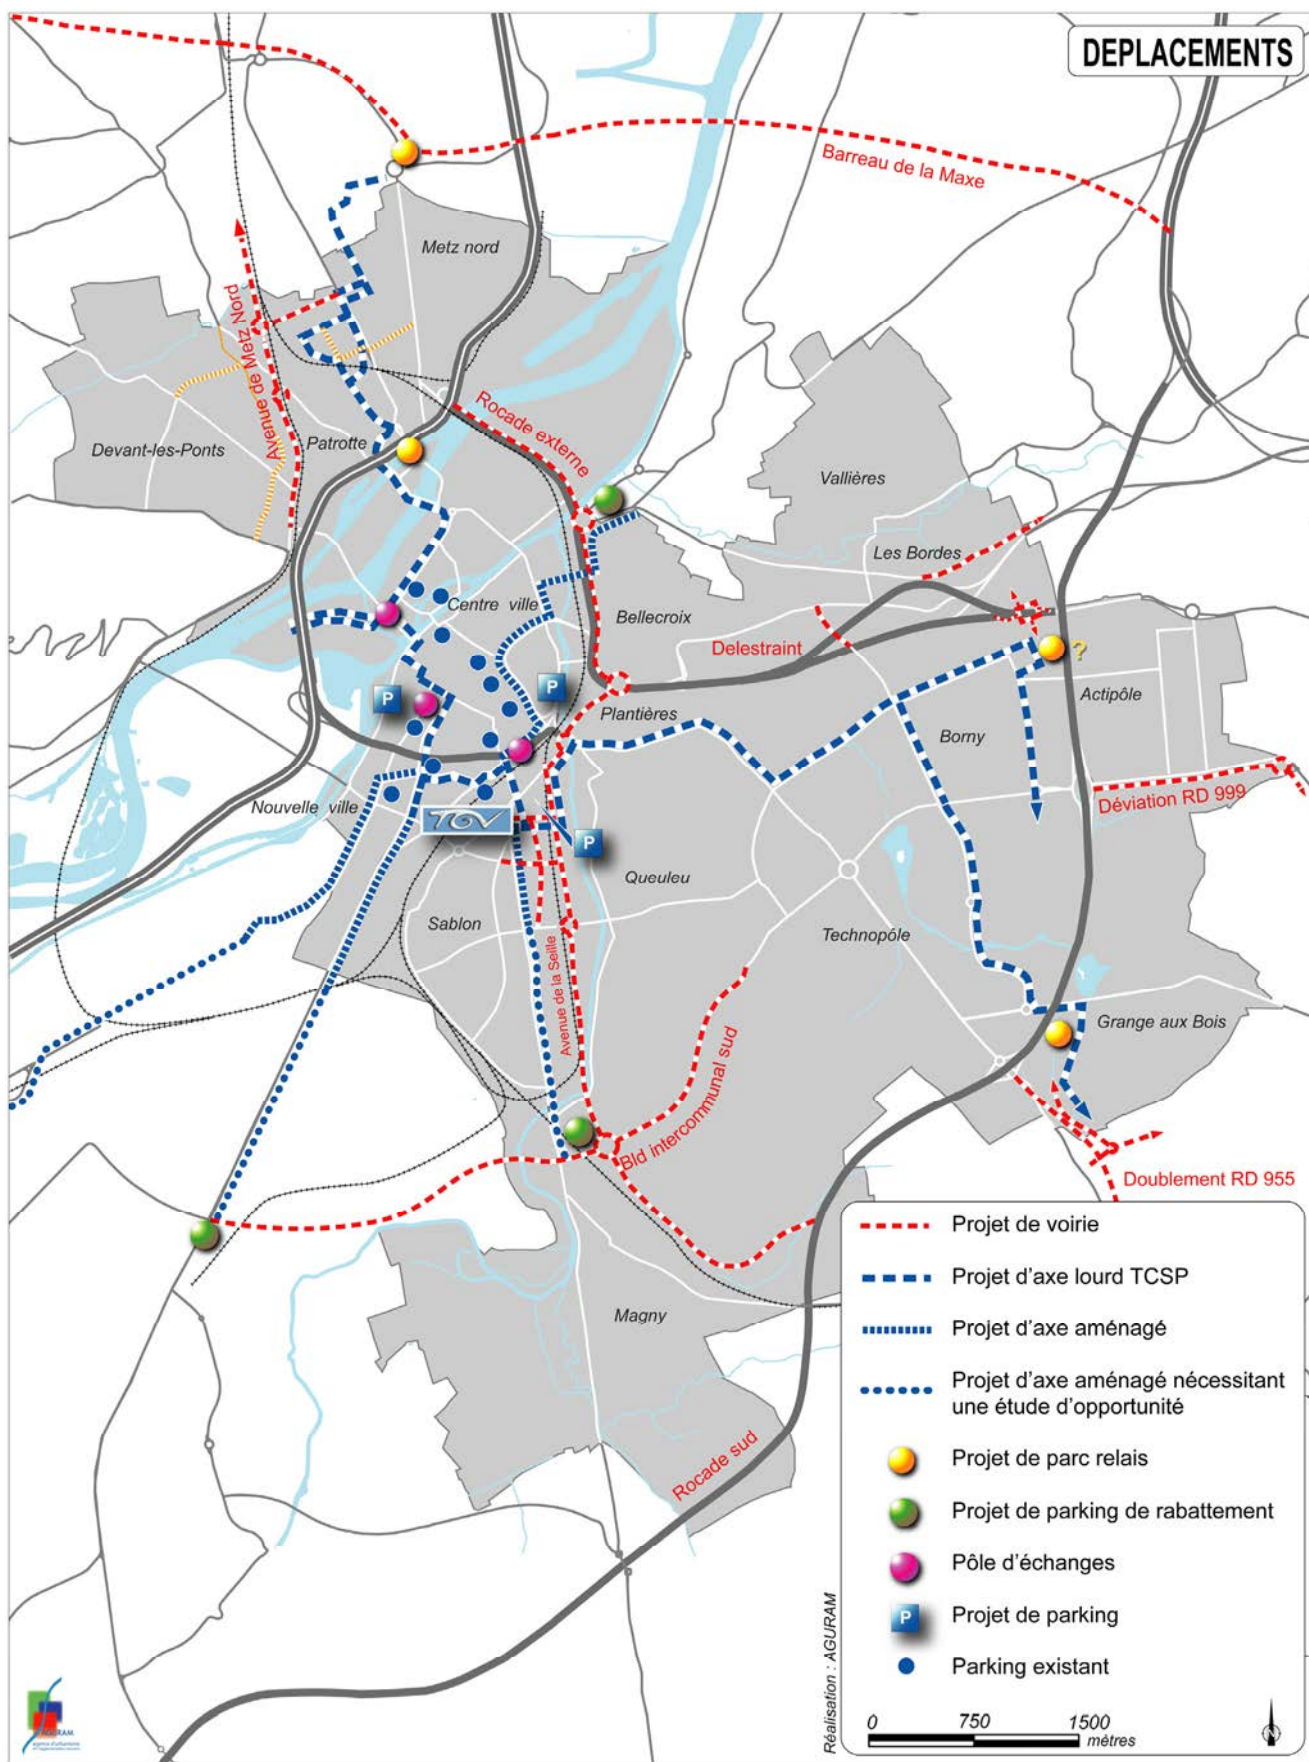 DEPLACEMENTS
Barreau de la Maxe
Metz nord
Avenue de Metz Nord
Rocade externe
Devant-les-Ponts
Patrotte
Vallières
Les Bordes
Centre ville
Bellecroix
Delestraint
?
P
P
Plantières
Actipôle
Borny
Nouvelle ville
Déviation RD 999
TGV
P
Queuleu
Sablon
Technopôle
Avenue de la Seille
Grange aux Bois
Bld intercommunal sud
Doublement RD 955
Magny
Rocade sud
Projet de voirie
Projet d'axe lourd TCSP
Projet d'axe aménagé
Projet d'axe aménagé nécessitant
une étude d'opportunité
Projet de parc relais
Projet de parking de rabattement
Pôle d'échanges
P
Projet de parking
Parking existant
Réalisation : AGURAM
0 750 1500
mètres
N
AGURAM